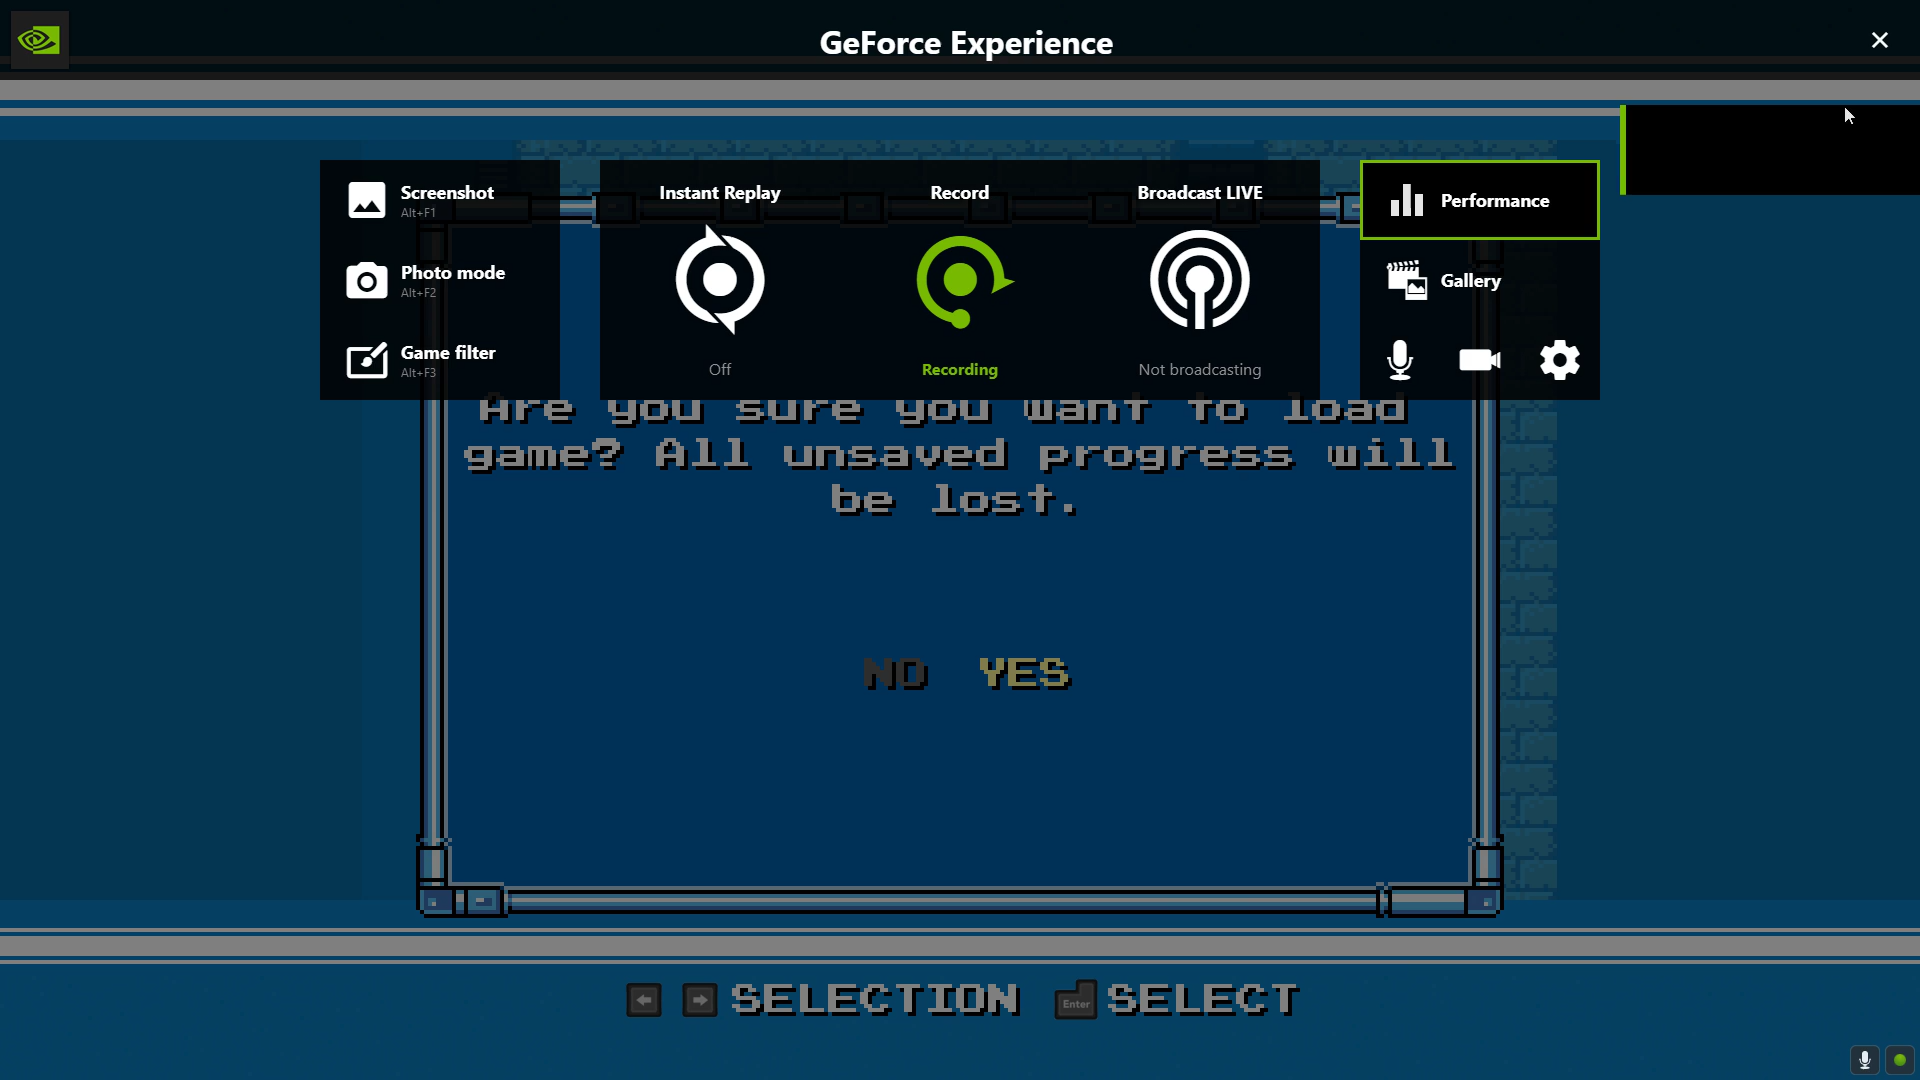 GeForce Experience
Screenshot
Alt+F1
Photo mode
Alt+F2
Game filter
Alt+F3
Instant Replay
Off
Record
Recording
Broadcast LIVE
Not broadcasting
Performance
Gallery
Are you sure you want to load
game? All unsaved progress will
be lost.
NO YES
SELECTION Enter SELECT